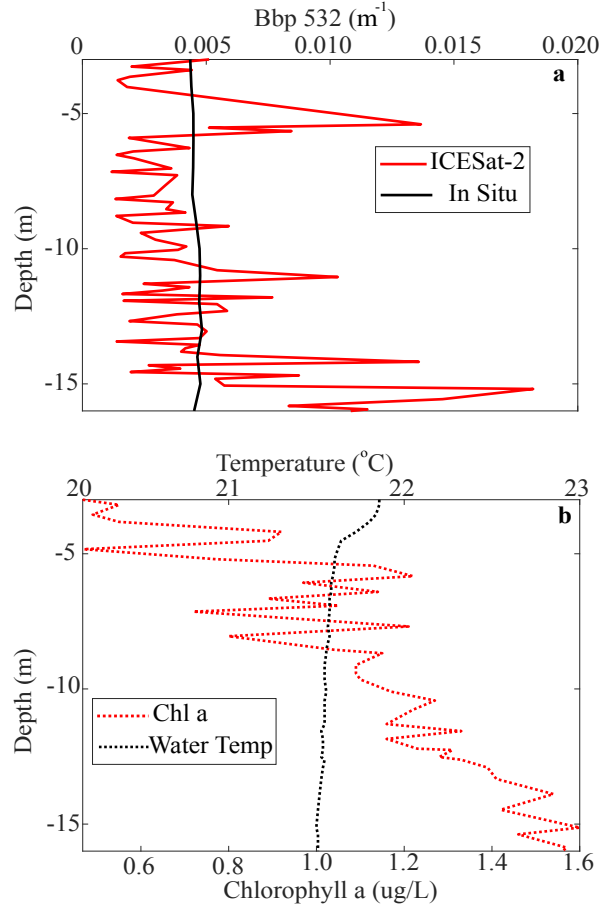 Bbp 532 (m-1)
0 0.005 0.010 0.015 0.020
a
-5
ICESat-2
In Situ
Depth (m)
-10
-15
Temperature (oC)
20 21 22 23
b
-5
Depth (m)
-10
Chl a
Water Temp
-15
0.6 0.8 1.0 1.2 1.4 1.6
Chlorophyll a (ug/L)